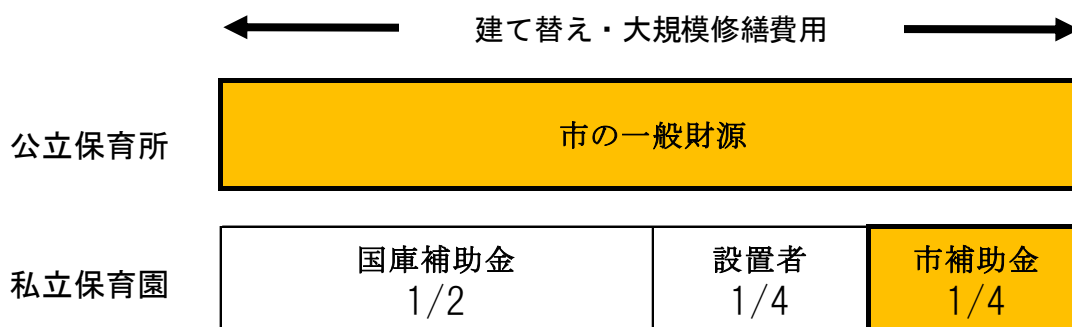 建て替え・大規模修繕費用
公立保育所
市の一般財源
私立保育園
国庫補助金
1/2
設置者
1/4
市補助金
1/4